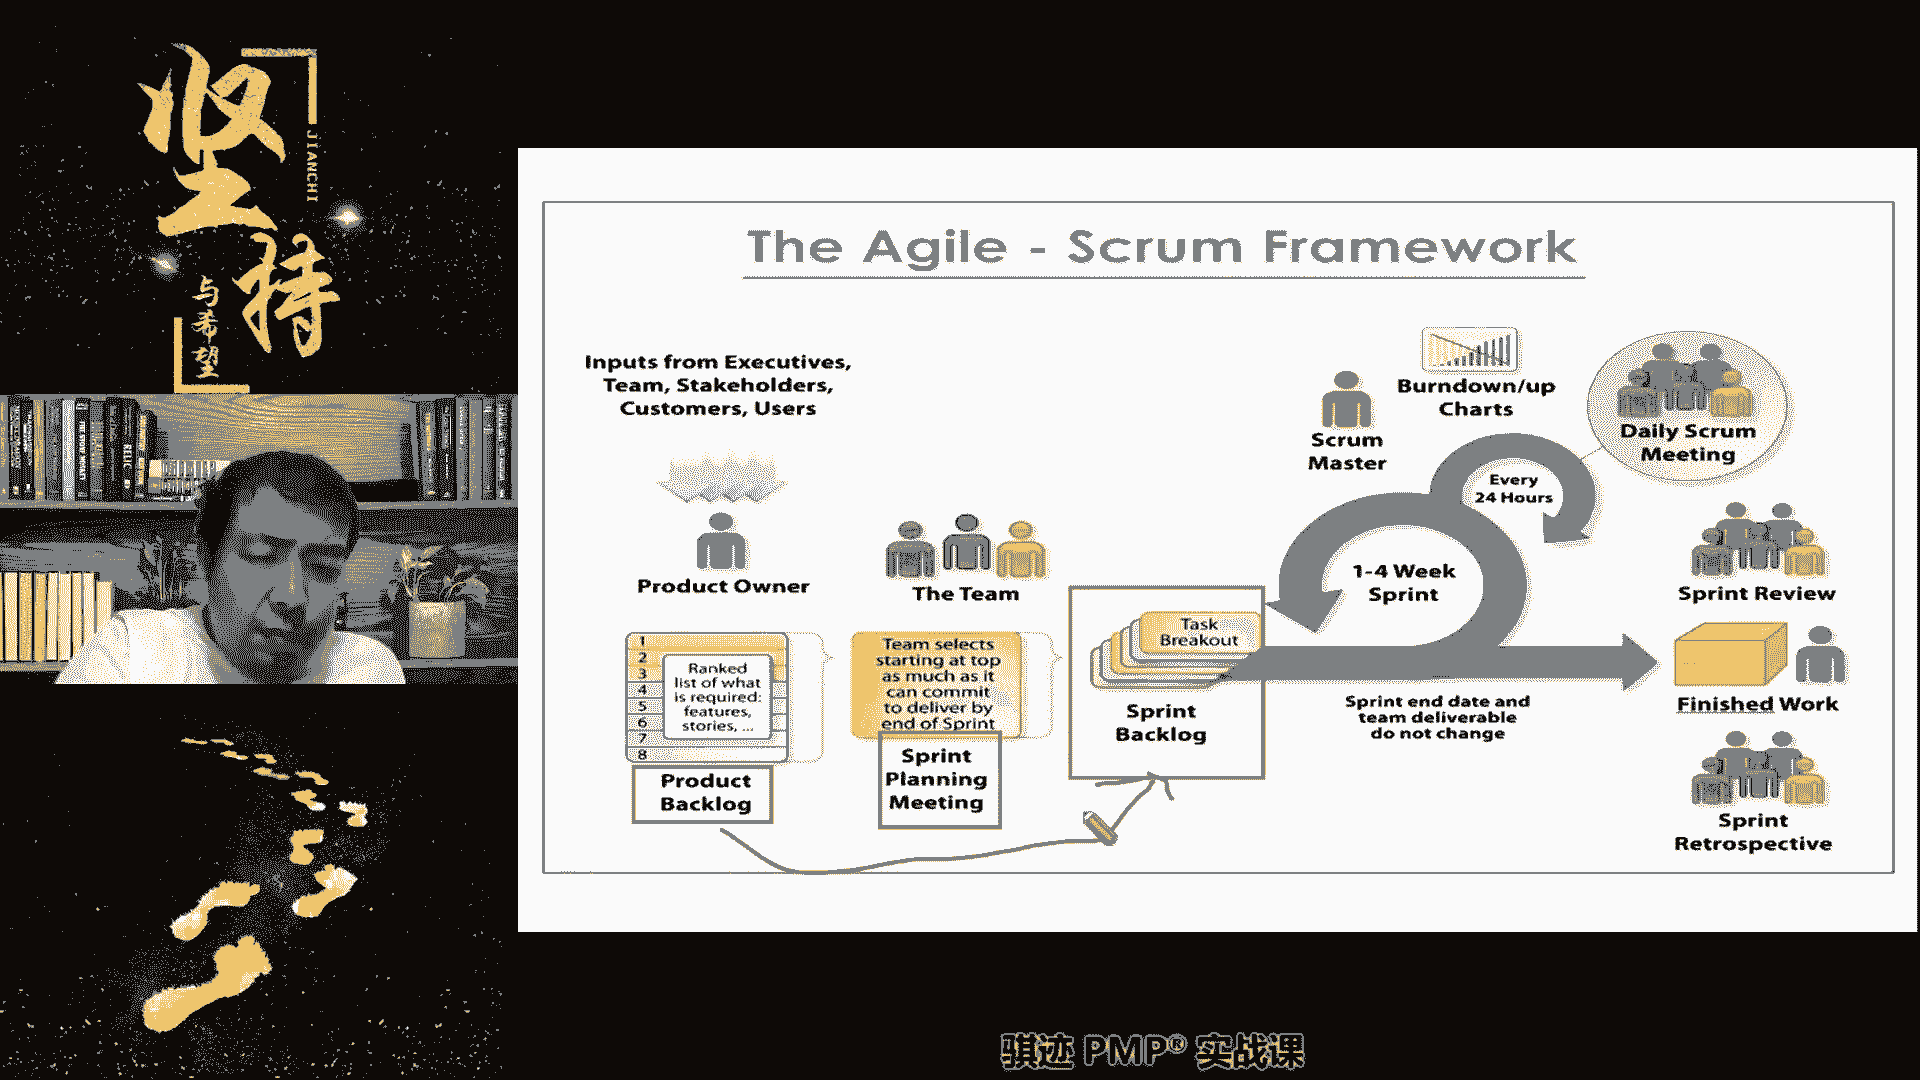 坚持
JIANCHI
与希望
The Agile - Scrum Framework
Inputs from Executives,
Team, Stakeholders,
Customers, Users
Product Owner
The Team
1
2
3
4
5
6
7
8
Ranked
list of what
is required:
features,
stories, ...
Product
Backlog
Team selects
starting at top
as much as it
can commit
to deliver by
end of Sprint
Sprint
Planning
Meeting
Task
Breakout
Sprint
Backlog
Scrum
Master
Burndown/up
Charts
Daily Scrum
Meeting
Every
24 Hours
1-4 Week
Sprint
Sprint end date and
team deliverable
do not change
Sprint Review
Finished Work
Sprint
Retrospective
骐迹 PMP® 实战课